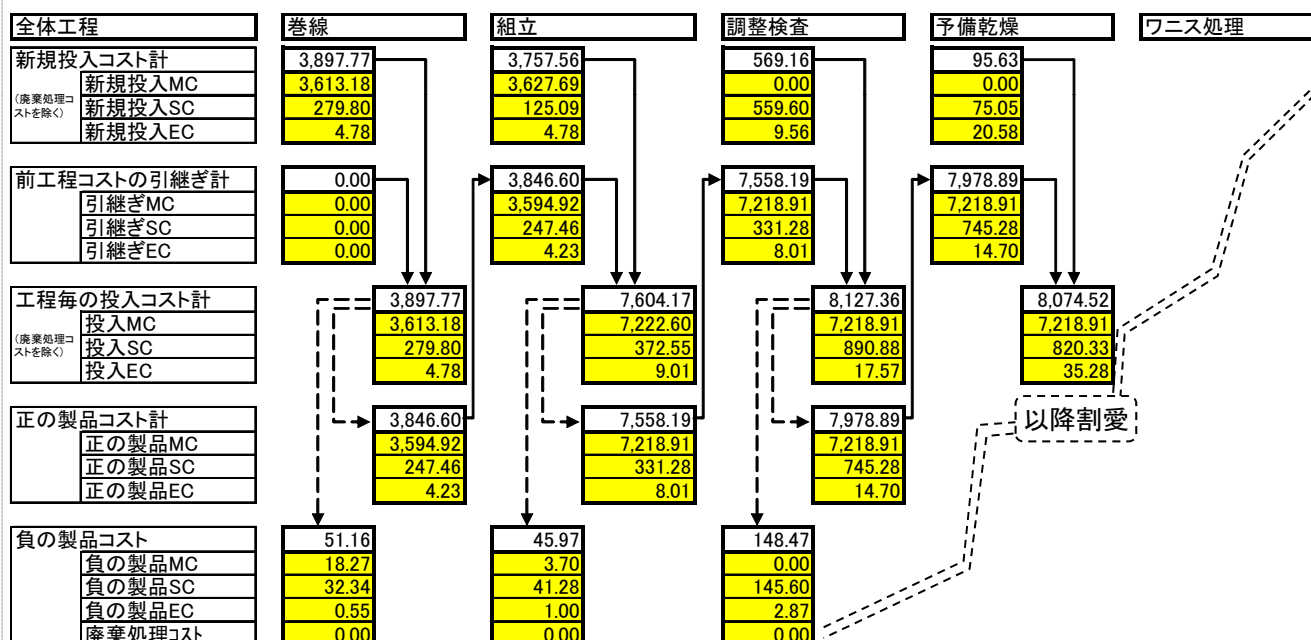 全体工程 巻線 組立 調整検査 予備乾燥 ワニス処理
新規投入コスト計 3,897.77 3,757.56 569.16 95.63
(廃棄処理コストを除く)
新規投入MC 3,613.18 3,627.69 0.00 0.00
新規投入SC 279.80 125.09 559.60 75.05
新規投入EC 4.78 4.78 9.56 20.58
前工程コストの引継ぎ計 0.00 3,846.60 7,558.19 7,978.89
引継ぎMC 0.00 3,594.92 7,218.91 7,218.91
引継ぎSC 0.00 247.46 331.28 745.28
引継ぎEC 0.00 4.23 8.01 14.70
工程毎の投入コスト計 3,897.77 7,604.17 8,127.36 8,074.52
(廃棄処理コストを除く)
投入MC 3,613.18 7,222.60 7,218.91 7,218.91
投入SC 279.80 372.55 890.88 820.33
投入EC 4.78 9.01 17.57 35.28
正の製品コスト計 3,846.60 7,558.19 7,978.89 以降割愛
正の製品MC 3,594.92 7,218.91 7,218.91
正の製品SC 247.46 331.28 745.28
正の製品EC 4.23 8.01 14.70
負の製品コスト 51.16 45.97 148.47
負の製品MC 18.27 3.70 0.00
負の製品SC 32.34 41.28 145.60
負の製品EC 0.55 1.00 2.87
廃棄処理コスト 0.00 0.00 0.00